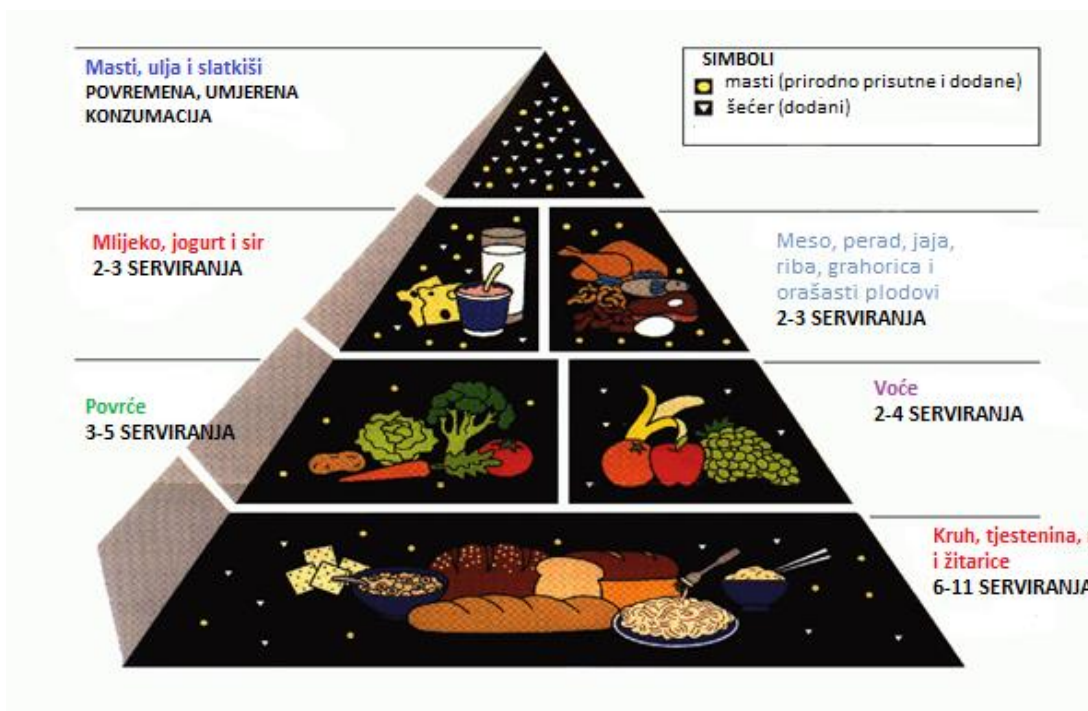 Masti, ulja i slatkiši
POVREMENA, UMJERENA
KONZUMACIJA
SIMBOLI
masti (prirodno prisutne i dodane)
šećer (dodani)
Mlijeko, jogurt i sir
2-3 SERVIRANJA
Meso, perad, jaja,
riba, grahorica i
orašasti plodovi
2-3 SERVIRANJA
Povrće
3-5 SERVIRANJA
Voće
2-4 SERVIRANJA
Kruh, tjestenina,
i žitarice
6-11 SERVIRANJA